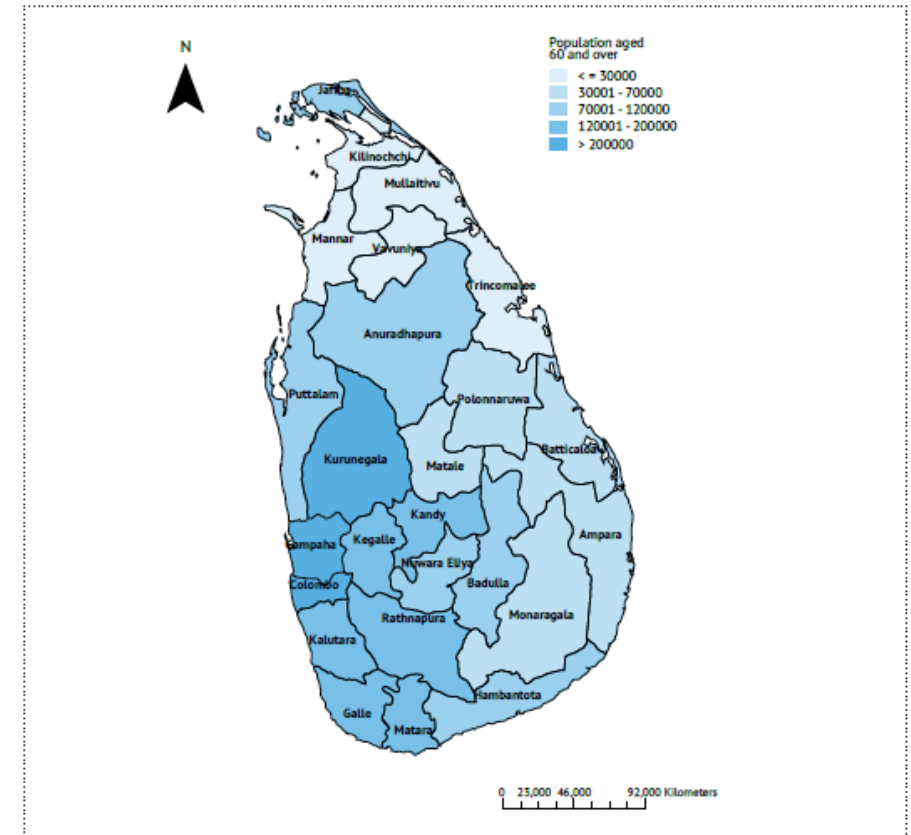 N
Population aged
60 and over
< = 30000
30001 - 70000
70001 - 120000
120001 - 200000
> 200000
Jaffna
Kilinochchi
Mullaitivu
Mannar
Vavuniya
Trincomalee
Anuradhapura
Puttalam
Polonnaruwa
Kurunegala
Matale
Batticaloa
Kandy
Ampara
Gampaha
Kegalle
Nuwara Eliya
Colombo
Badulla
Rathnapura
Monaragala
Kalutara
Hambantota
Galle
Matara
0 23,000 46,000 92,000 Kilometers